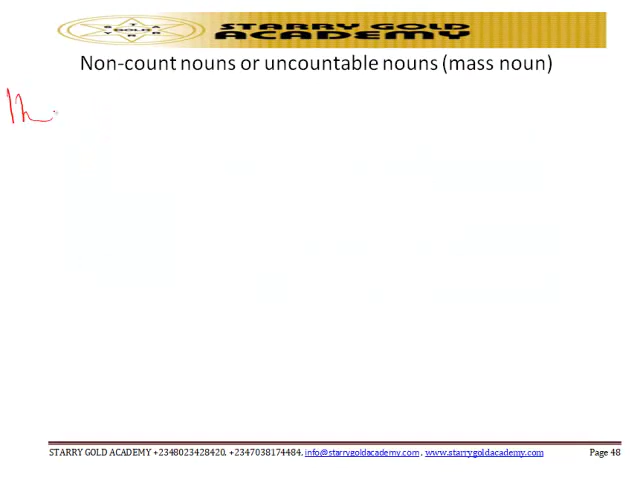 STARRY GOLD
ACADEMY
Non-count nouns or uncountable nouns (mass noun)
STARRY GOLD ACADEMY +2348023428420, +2347038174484, info@starrygoldacademy.com , www.starrygoldacademy.com Page 48